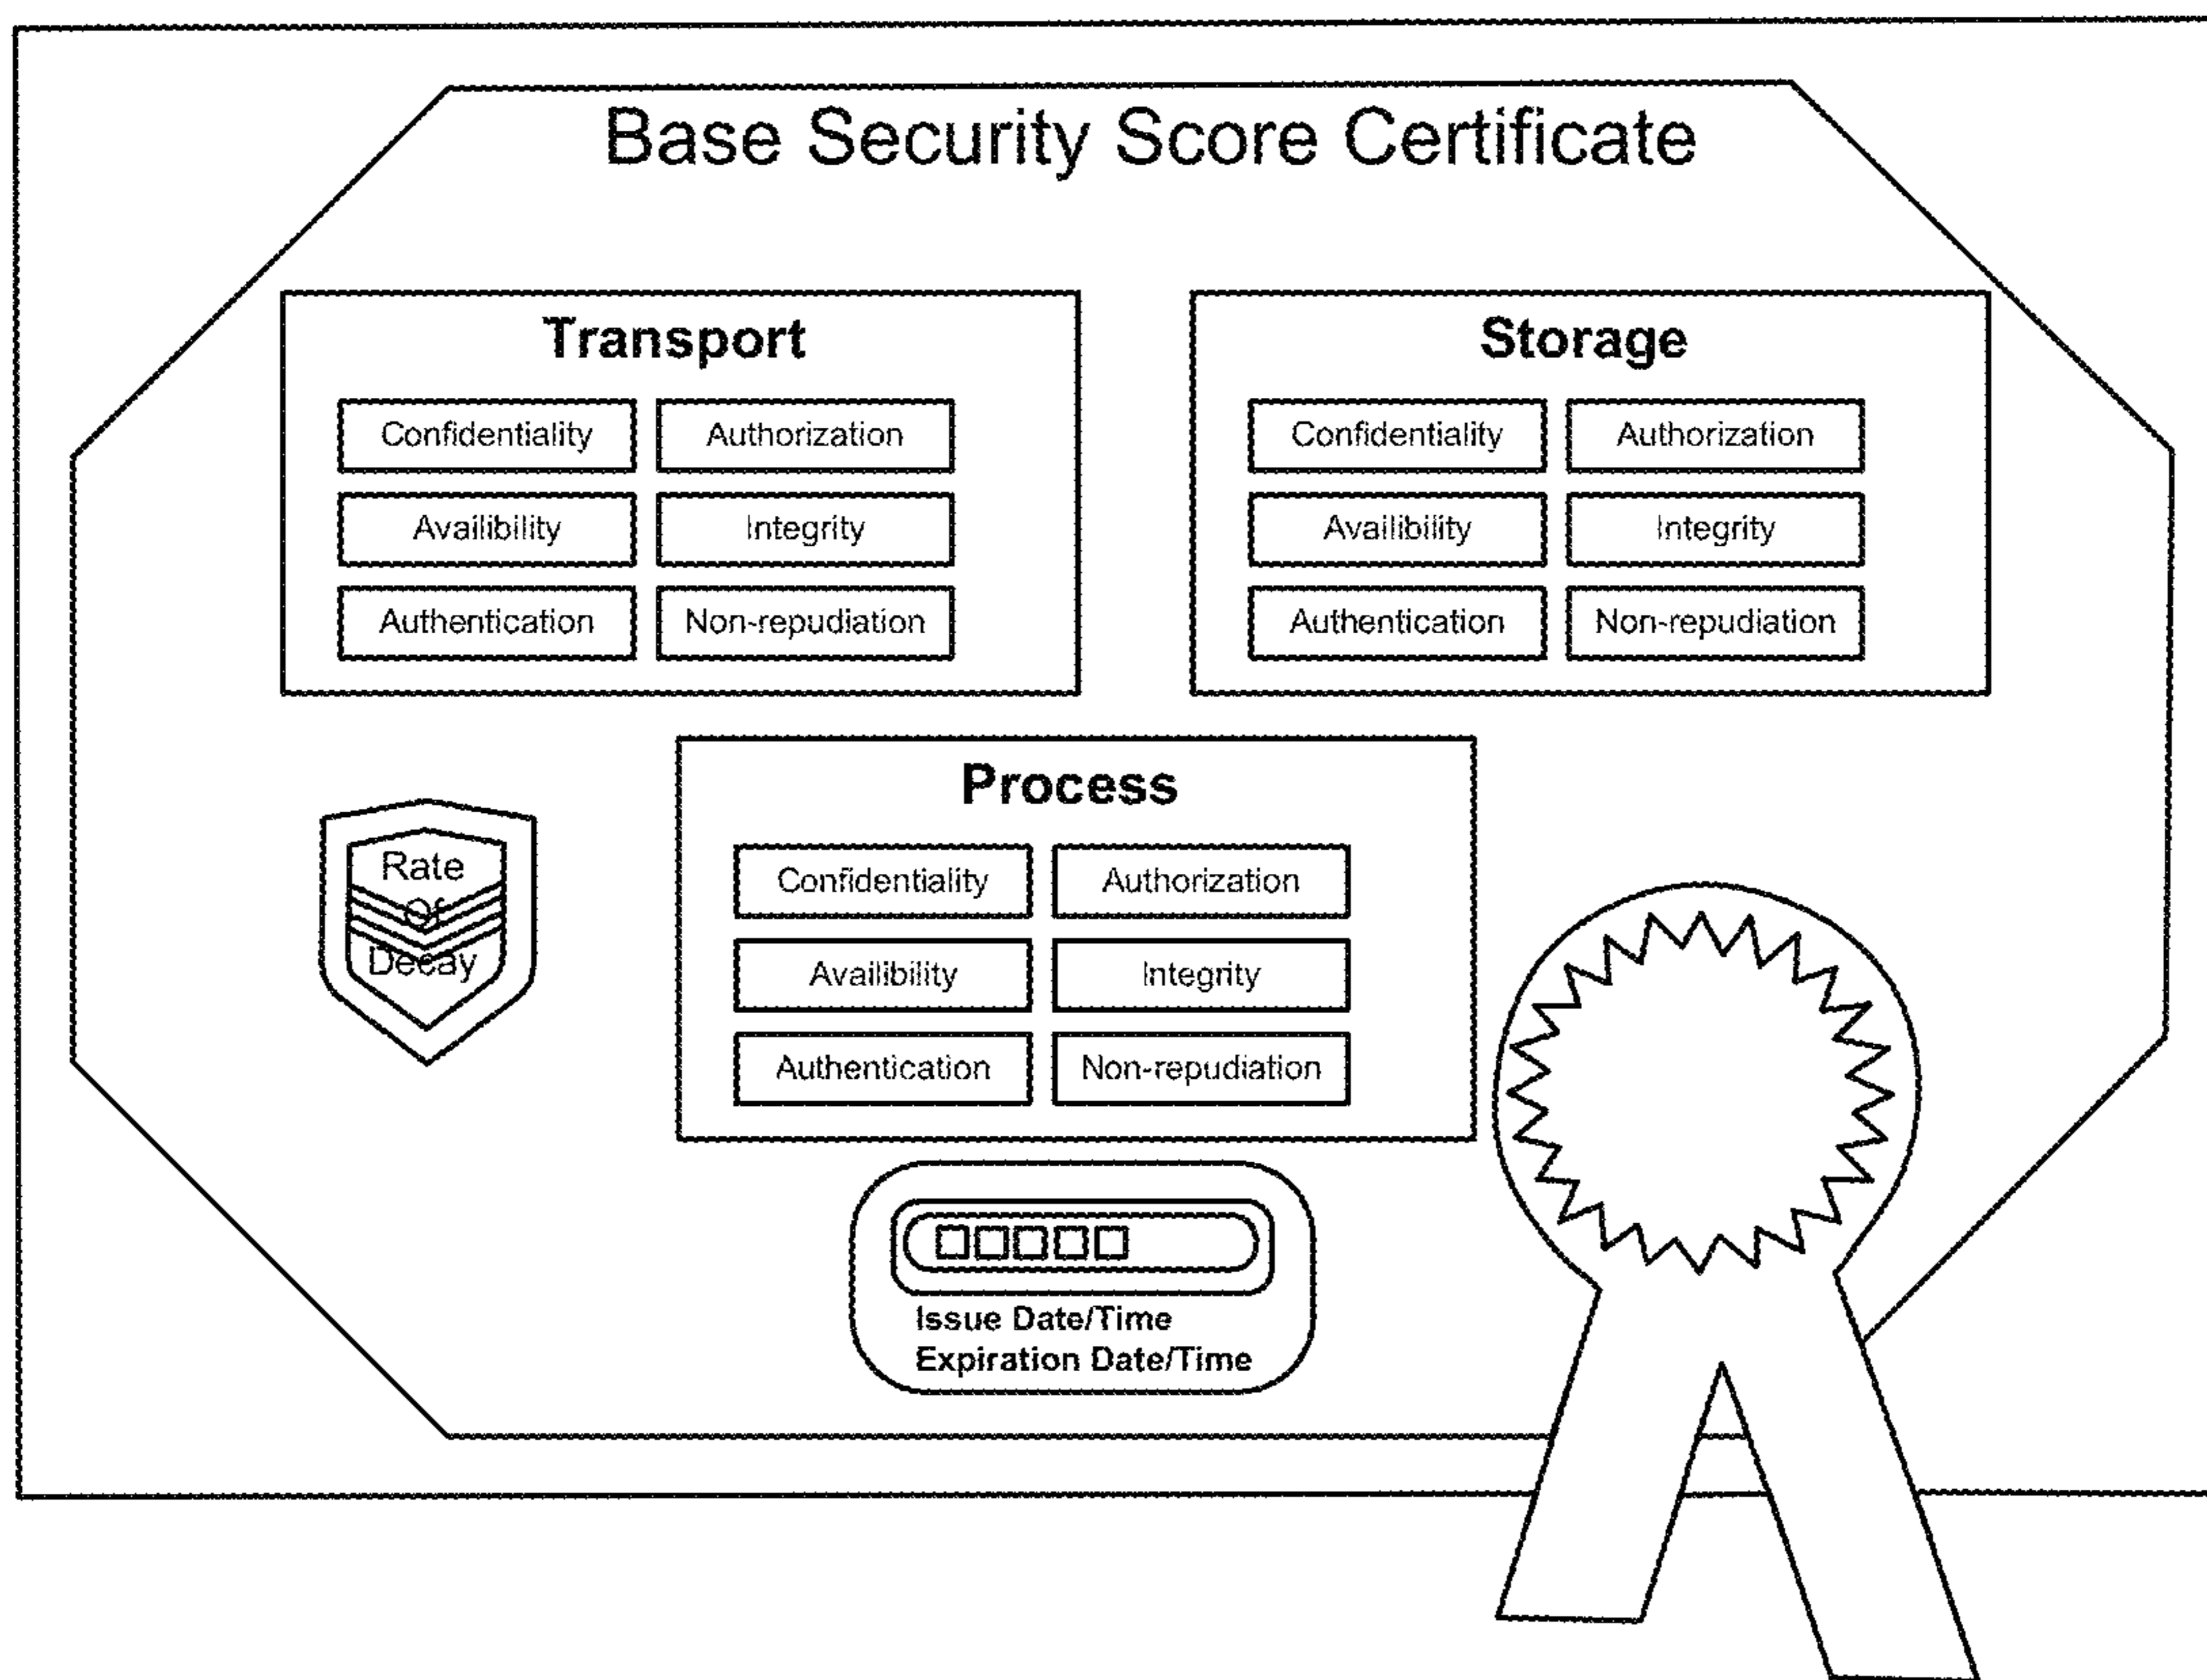 Base Security Score Certificate
Transport
Confidentiality Authorization
Availibility Integrity
Authentication Non-repudiation
Storage
Confidentiality Authorization
Availibility Integrity
Authentication Non-repudiation
Rate
Of
Decay
Process
Confidentiality Authorization
Availibility Integrity
Authentication Non-repudiation
Issue Date/Time
Expiration Date/Time